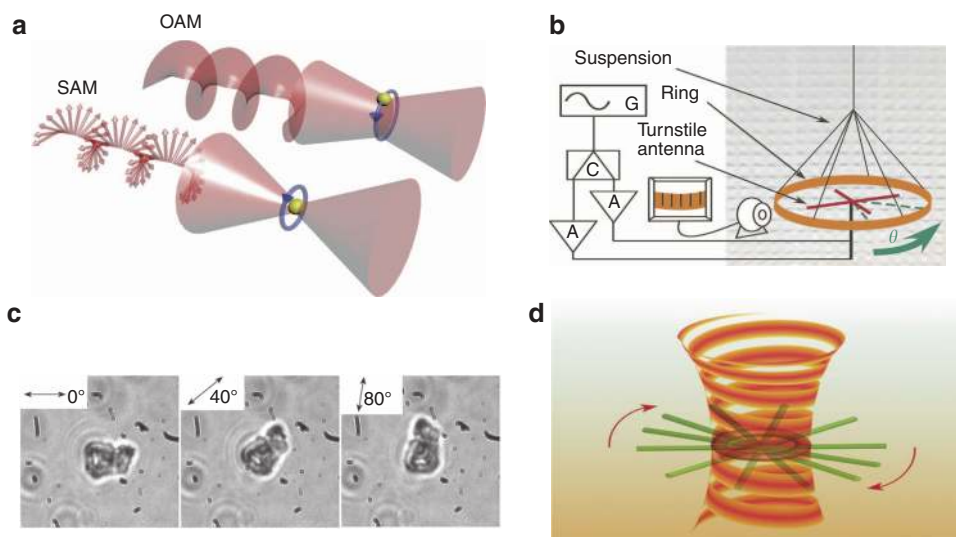 a
OAM
SAM
b
Suspension
Ring
Turnstile
antenna
G
C
A
A
θ
c
0°
40°
80°
d